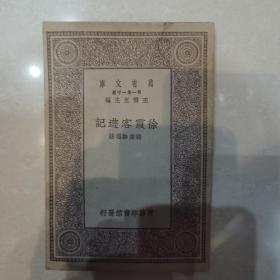 萬有文庫
第一集一千種
王雲五主編
徐霞客遊記
商務印書館發行